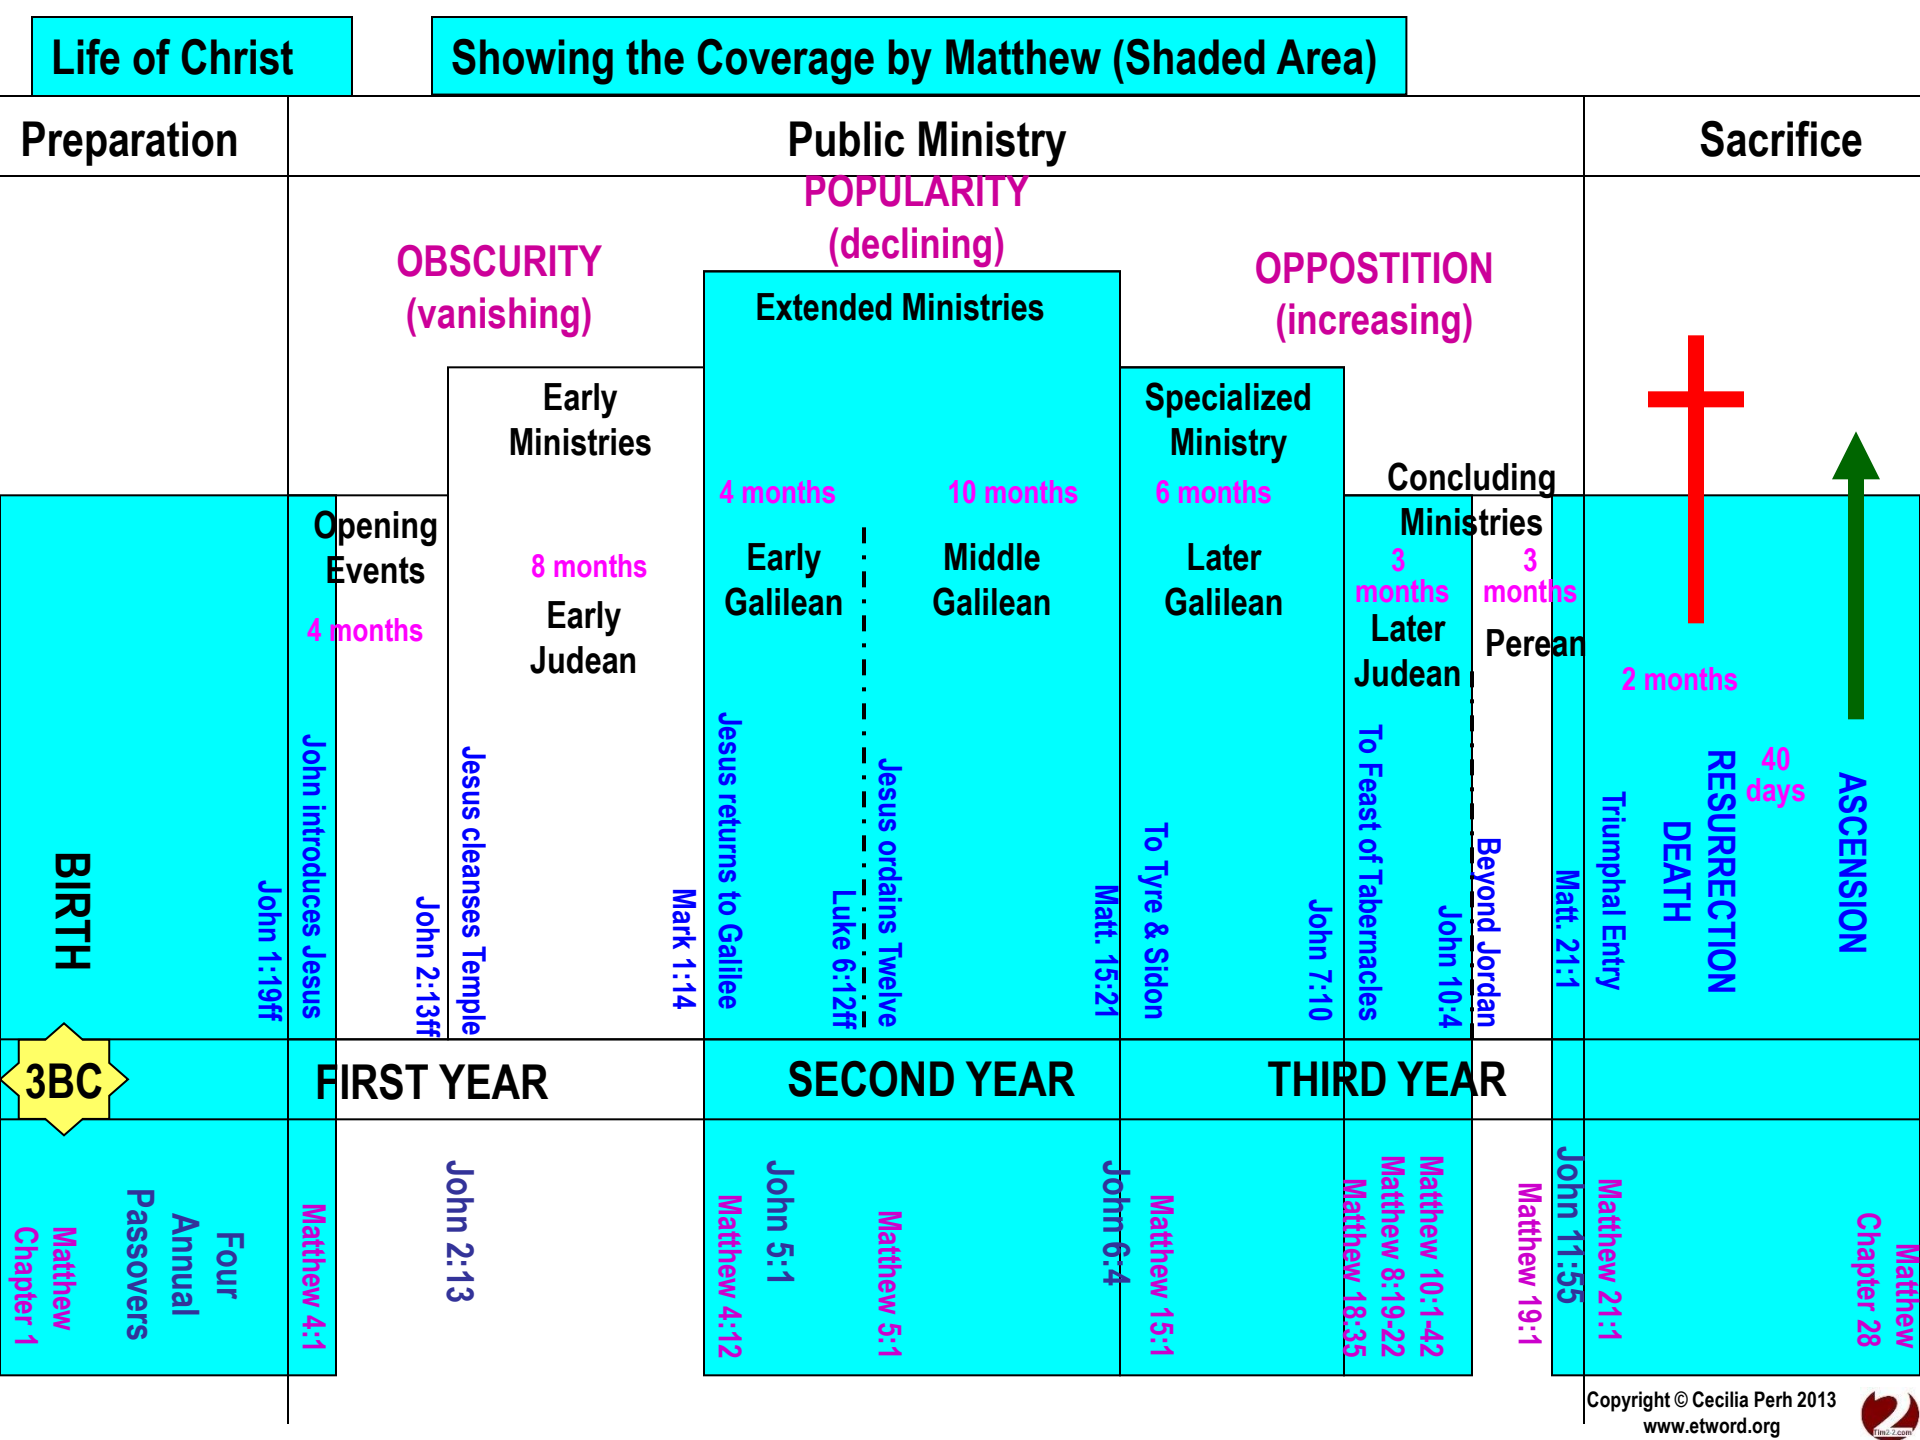 Life of Christ
Showing the Coverage by Matthew (Shaded Area)
Preparation
Public Ministry
Sacrifice
OBSCURITY
(vanishing)
POPULARITY
(declining)
OPPOSTITION
(increasing)
Opening
Events
4 months
Early
Ministries
8 months
Early
Judean
Extended Ministries
4 months
Early
Galilean
10 months
Middle
Galilean
Specialized
Ministry
6 months
Later
Galilean
Concluding
Ministries
3
months
Later
Judean
3
months
Perean
2 months
40
days
BIRTH
John 1:19ff
John introduces Jesus
John 2:13ff
Jesus cleanses Temple
Mark 1:14
Jesus returns to Galilee
Luke 6:12ff
Jesus ordains Twelve
Matt. 15:21
To Tyre & Sidon
John 7:10
To Feast of Tabernacles
John 10:4
Beyond Jordan
Matt. 21:1
Triumphal Entry
DEATH
RESURRECTION
ASCENSION
3BC
FIRST YEAR
SECOND YEAR
THIRD YEAR
Matthew
Chapter 1
Four
Annual
Passovers
Matthew 4:1
John 2:13
Matthew 4:12
John 5:1
Matthew 5:1
John 6:4
Matthew 15:1
Matthew 18:35
Matthew 8:19-22
Matthew 10:1-42
Matthew 19:1
John 11:55
Matthew 21:1
Matthew
Chapter 28
Copyright © Cecilia Perh 2013
www.etword.org
2
Tim2-2.com